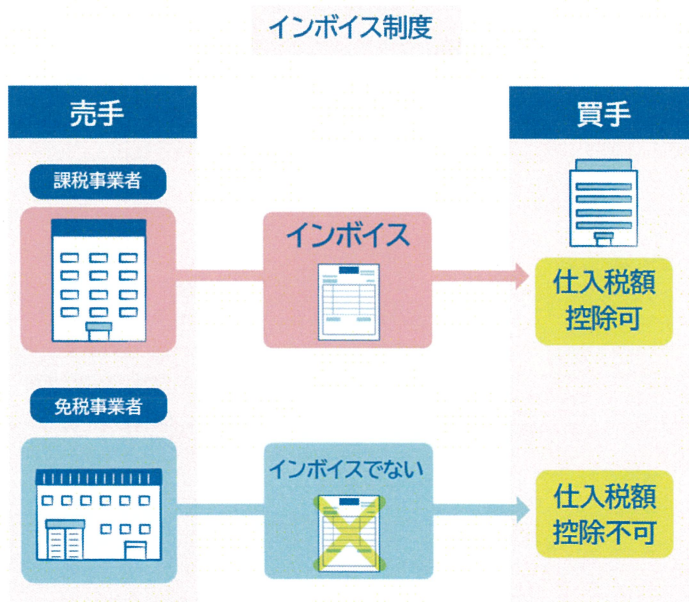 インボイス制度
売手
買手
課税事業者
インボイス
仕入税額
控除可
免税事業者
インボイスでない
仕入税額
控除不可